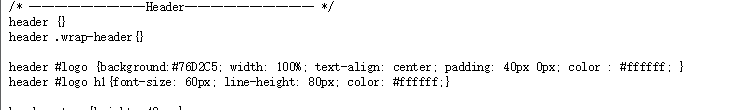 /* ———————————Header——————————— */
header {}
header .wrap-header{}
header #logo {background:#76D2C5; width: 100%; text-align: center; padding: 40px 0px; color : #ffffff; }
header #logo h1{font-size: 60px; line-height: 80px; color: #ffffff;}